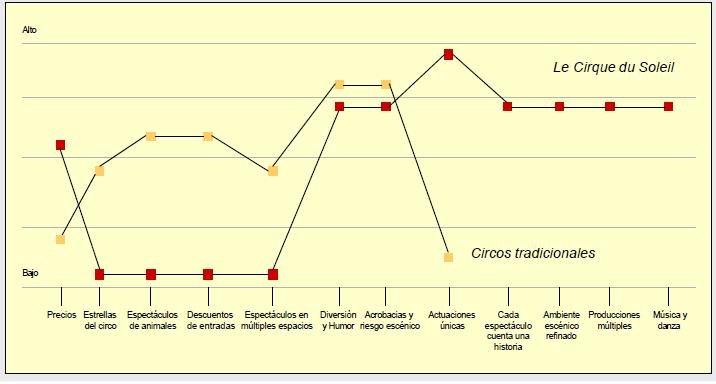 Alto
Le Cirque du Soleil
Circos tradicionales
Bajo
Precios
Estrellas
del circo
Espectáculos
de animales
Descuentos
de entradas
Espectáculos en
múltiples espacios
Diversión
y Humor
Acrobacias y
riesgo escénico
Actuaciones
únicas
Cada
espectáculo
cuenta una
historia
Ambiente
escénico
refinado
Producciones
múltiples
Música y
danza